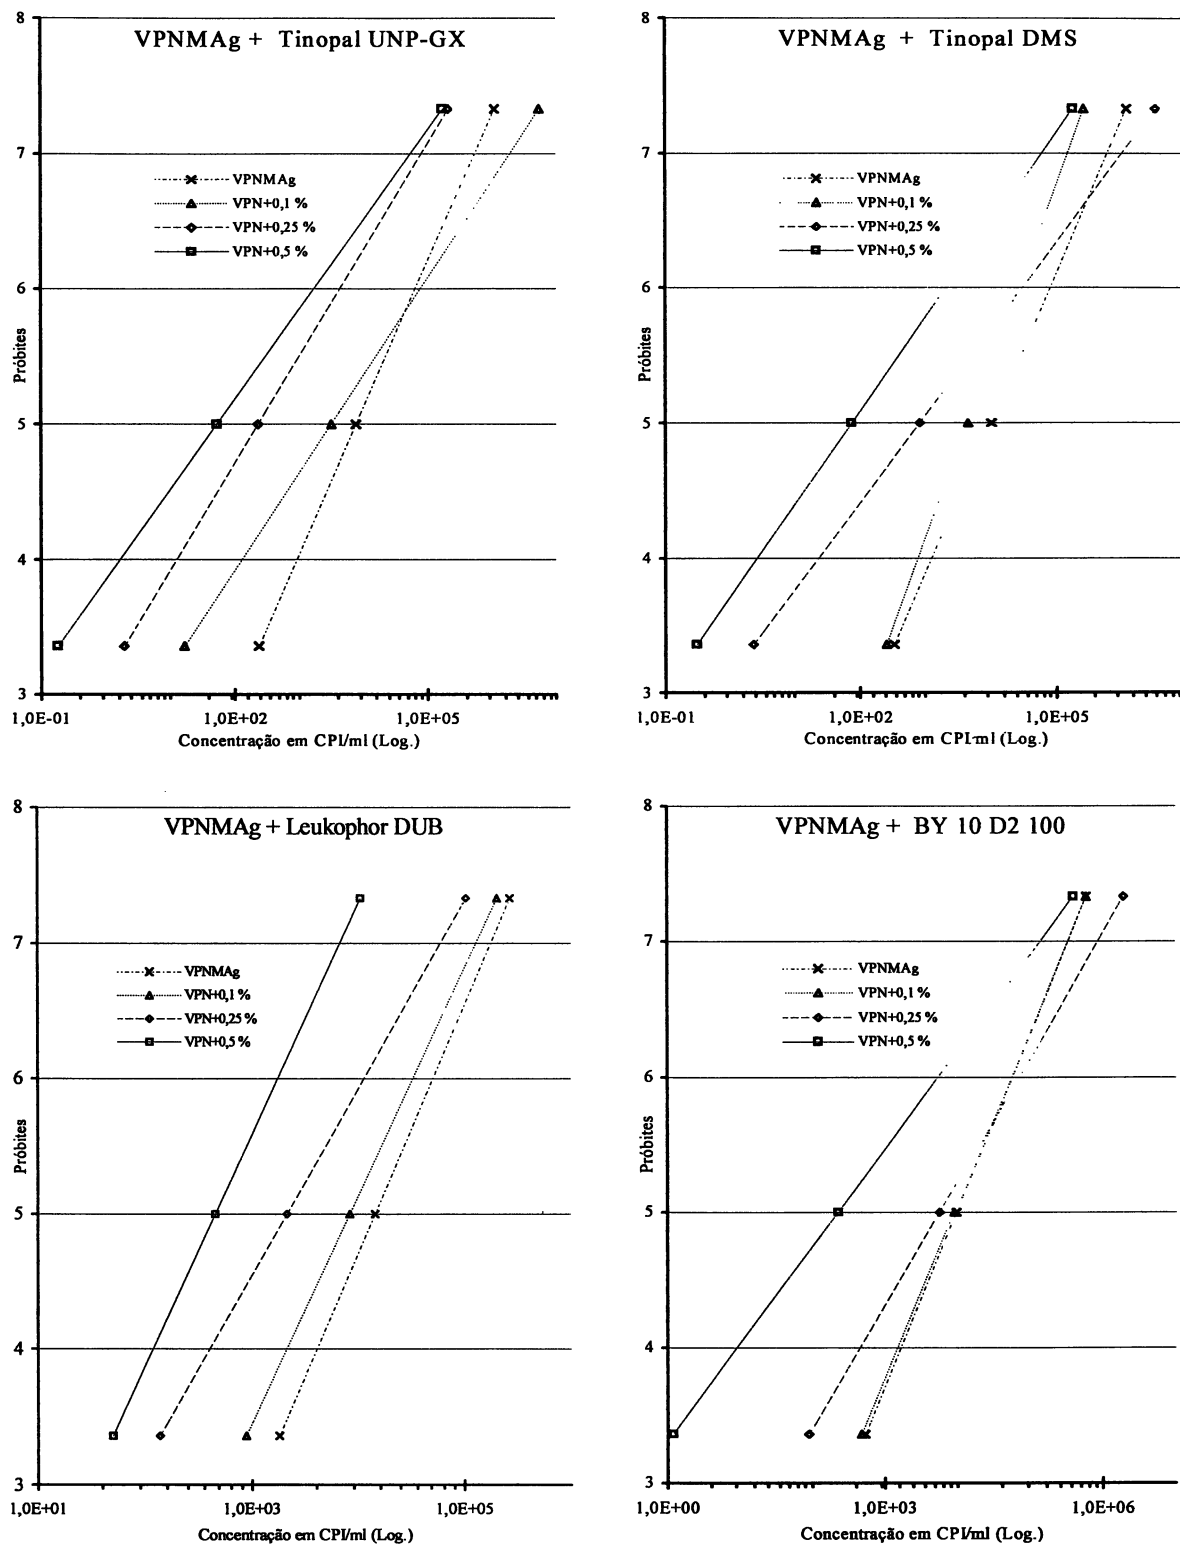 VPNMAg + Tinopal UNP-GX
8
7
6
5
4
3
Próbites
VPNMAg
VPN+0,1 %
VPN+0,25 %
VPN+0,5 %
1,0E-01
1,0E+02
1,0E+05
Concentração em CPI/ml (Log.)
VPNMAg + Tinopal DMS
8
7
6
5
4
3
Próbites
VPNMAg
VPN+0,1 %
VPN+0,25 %
VPN+0,5 %
1,0E-01
1,0E+02
1,0E+05
Concentração em CPI/ml (Log.)
VPNMAg + Leukophor DUB
8
7
6
5
4
3
Próbites
VPNMAg
VPN+0,1 %
VPN+0,25 %
VPN+0,5 %
1,0E+01
1,0E+03
1,0E+05
Concentração em CPI/ml (Log.)
VPNMAg + BY 10 D2 100
8
7
6
5
4
3
Próbites
VPNMAg
VPN+0,1 %
VPN+0,25 %
VPN+0,5 %
1,0E+00
1,0E+03
1,0E+06
Concentração em CPI/ml (Log.)